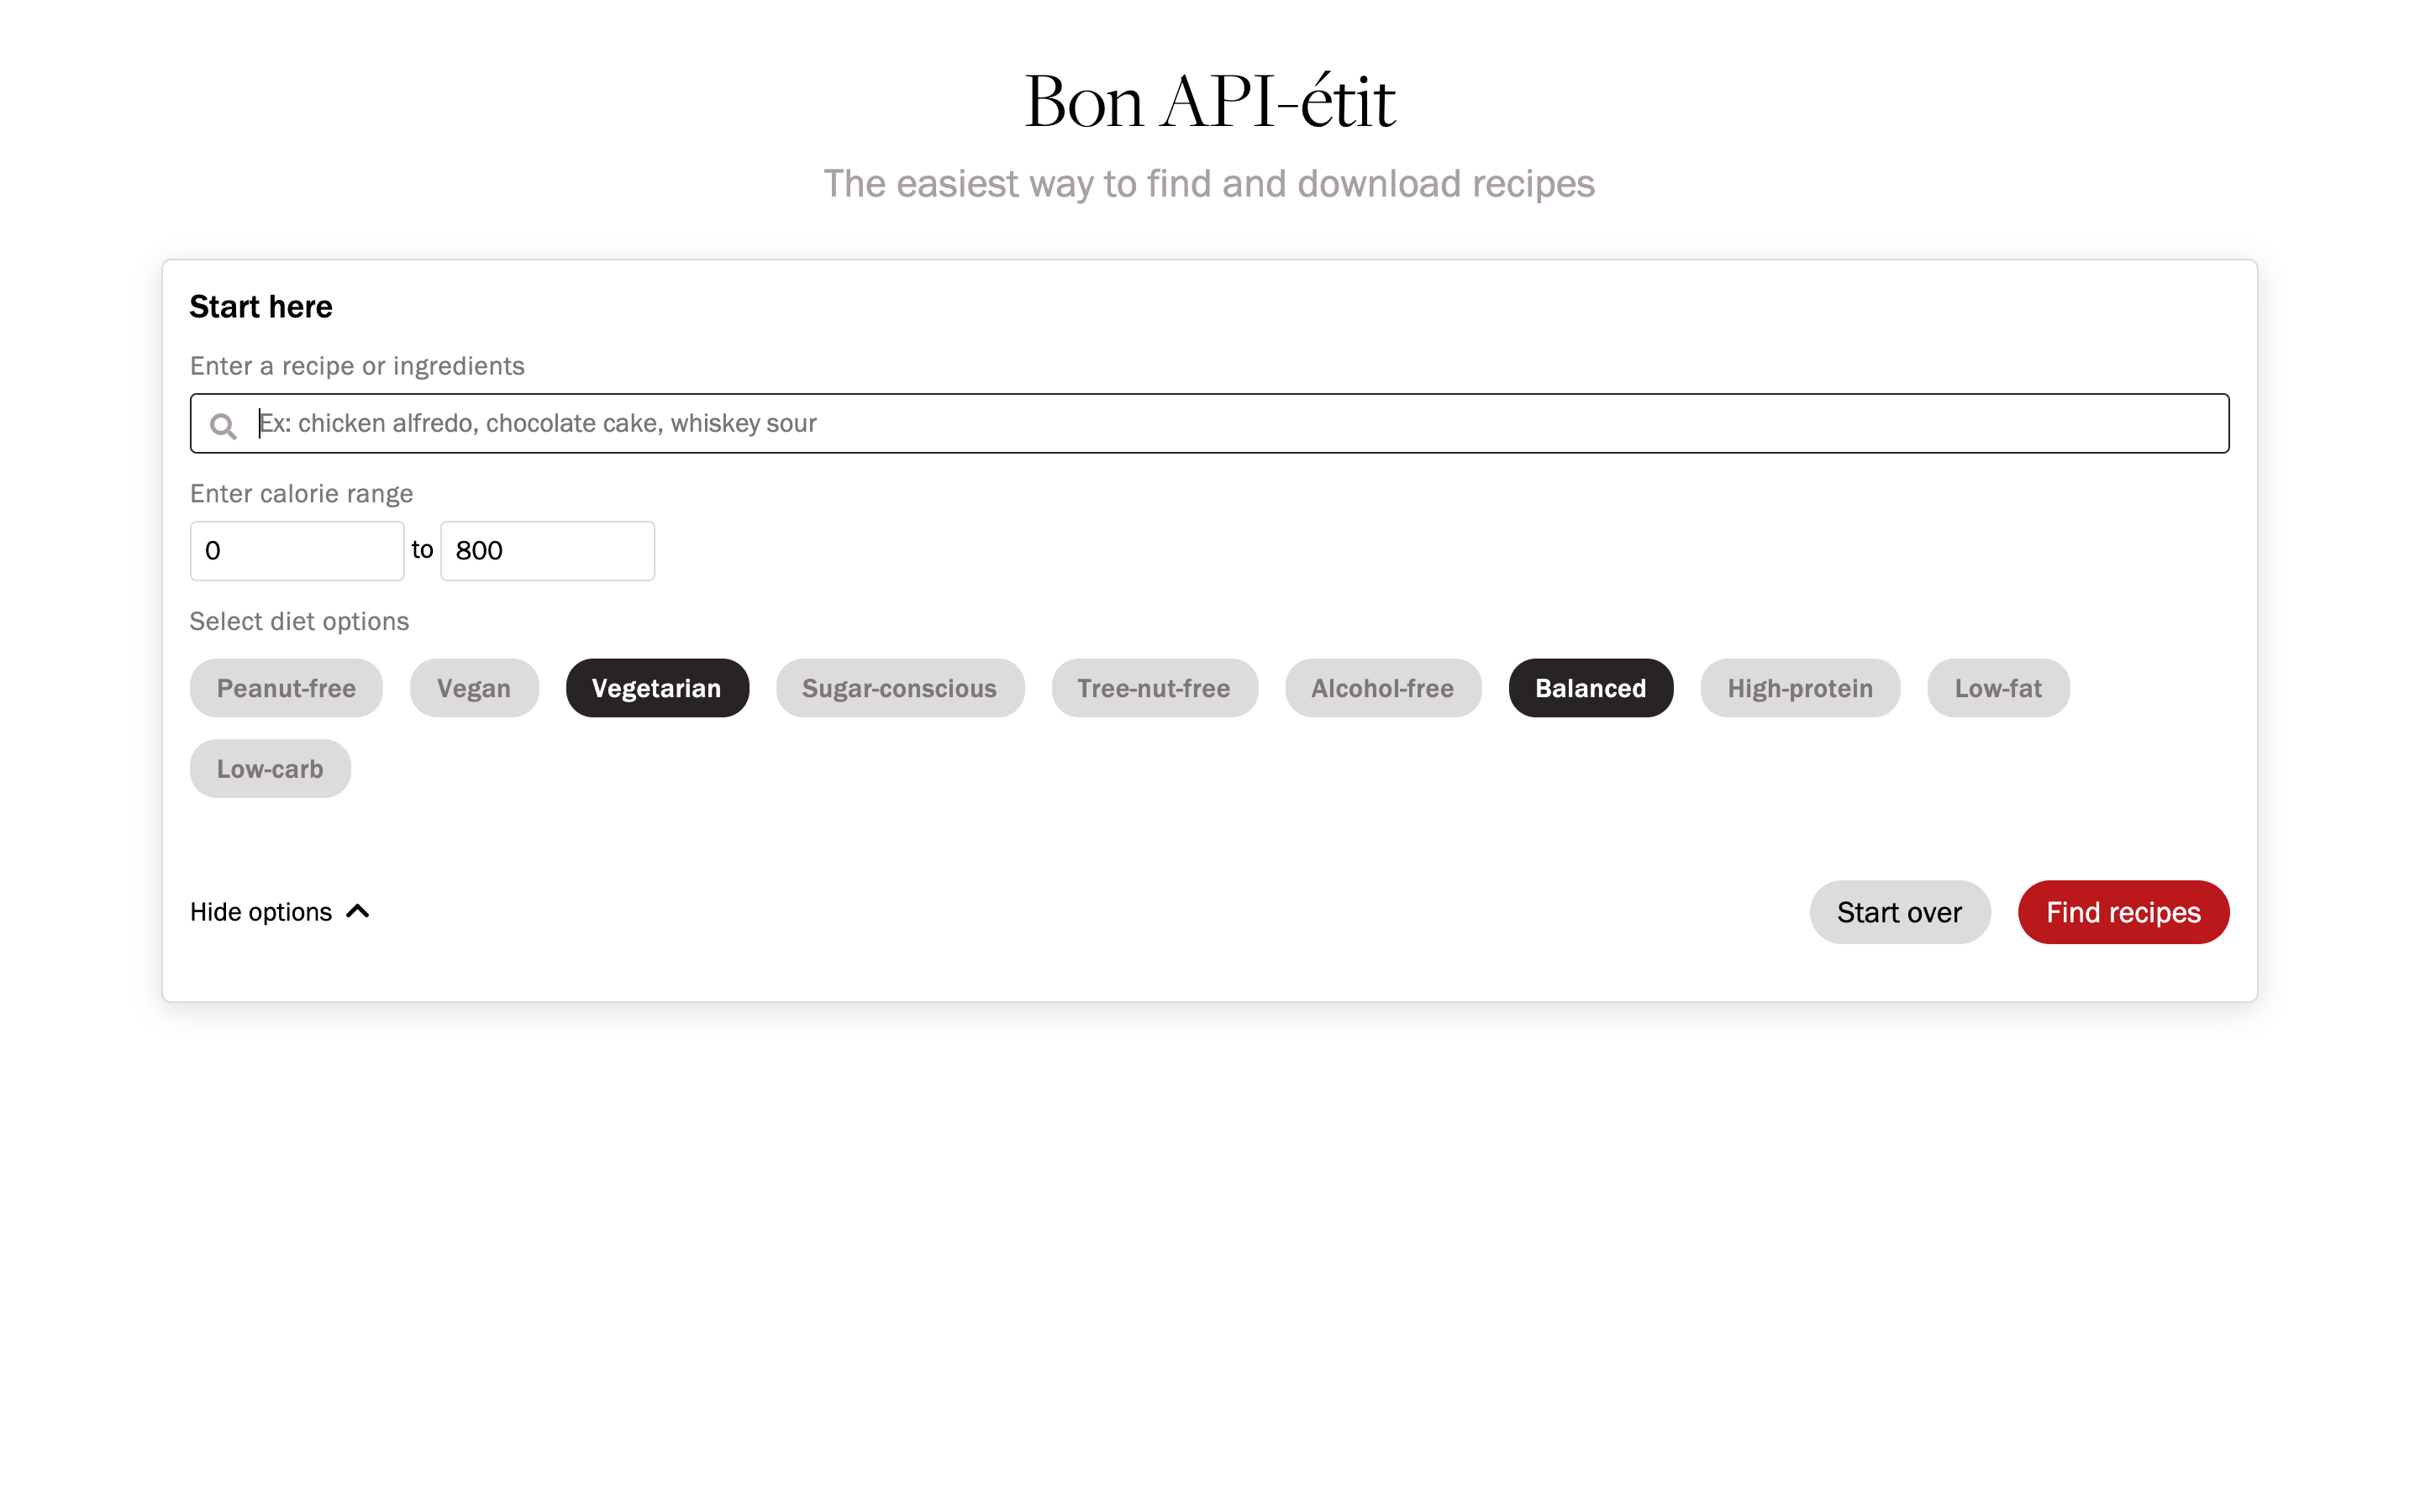 Bon API-étit
The easiest way to find and download recipes
Start here
Enter a recipe or ingredients
Ex: chicken alfredo, chocolate cake, whiskey sour
Enter calorie range
0 to 800
Select diet options
Peanut-free Vegan Vegetarian Sugar-conscious Tree-nut-free Alcohol-free Balanced High-protein Low-fat
Low-carb
Hide options Start over Find recipes